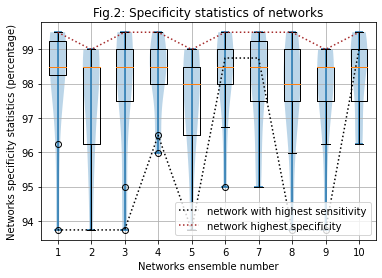 Fig.2: Specificity statistics of networks
Networks specificity statistics (percentage)
99
98
97
96
95
94
network with highest sensitivity
network highest specificity
1 2 3 4 5 6 7 8 9 10
Networks ensemble number